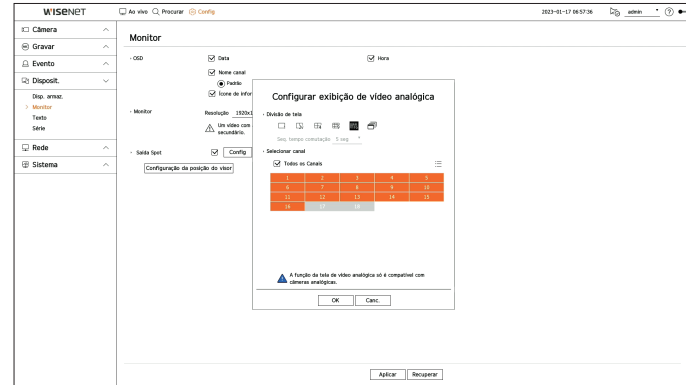 WISENET
Ao vivo Procurar Config
2023-01-17 06:57:36 admin
Câmera
Gravar
Evento
Disposit.
Disp. armaz.
Monitor
Texto
Série
Rede
Sistema
Monitor
OSD
Data
Hora
Nome canal
Padrão
Ícone de infor
Monitor
Resolução 1920x1
Um vídeo com
secundário.
Saída Spot
Config
Configuração da posição do visor
Configurar exibição de vídeo analógica
Divisão de tela
Seq. tempo comutação 5 seg
Selecionar canal
Todos os Canais
1 2 3 4 5
6 7 8 9 10
11 12 13 14 15
16 17 18
A função da tela de vídeo analógica só é compatível com
câmeras analógicas.
OK Canc.
Aplicar Recuperar